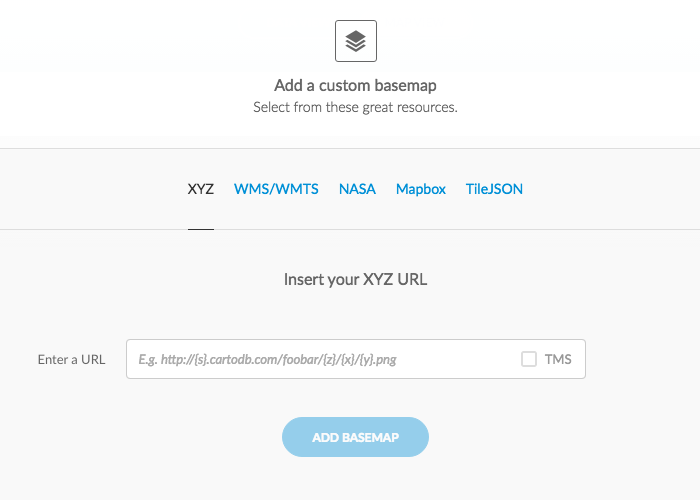 Add a custom basemap
Select from these great resources.
XYZ WMS/WMTS NASA Mapbox TileJSON
Insert your XYZ URL
Enter a URL E.g. http://{s}.cartodb.com/foobar/{z}/{x}/{y}.png TMS
ADD BASEMAP